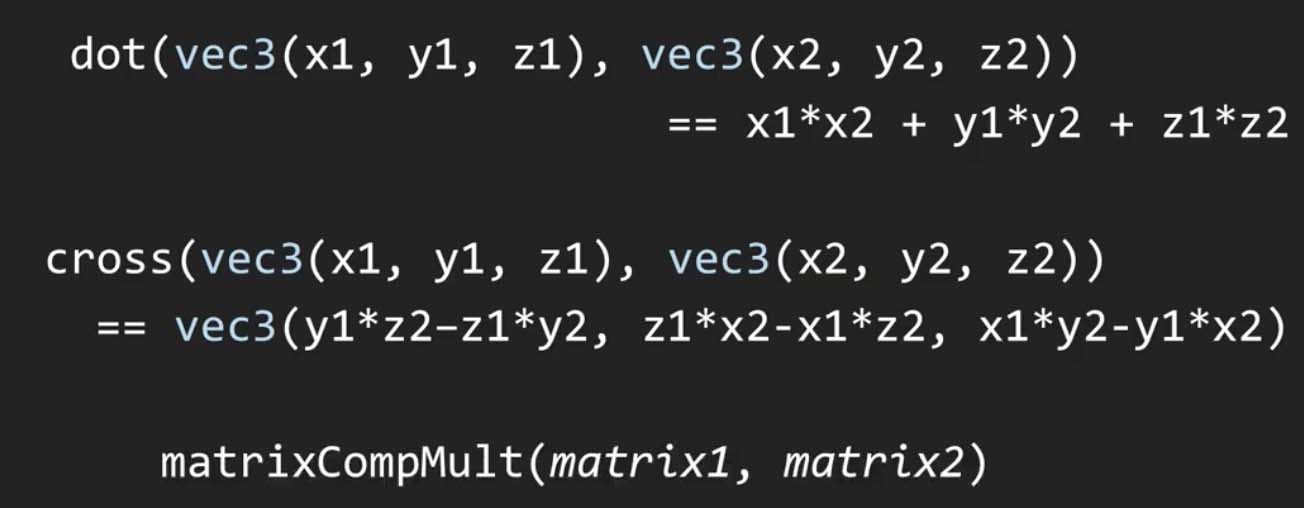 dot(vec3(x1, y1, z1), vec3(x2, y2, z2))
== x1*x2 + y1*y2 + z1*z2
cross(vec3(x1, y1, z1), vec3(x2, y2, z2))
== vec3(y1*z2–z1*y2, z1*x2-x1*z2, x1*y2-y1*x2)
matrixCompMult(matrix1, matrix2)